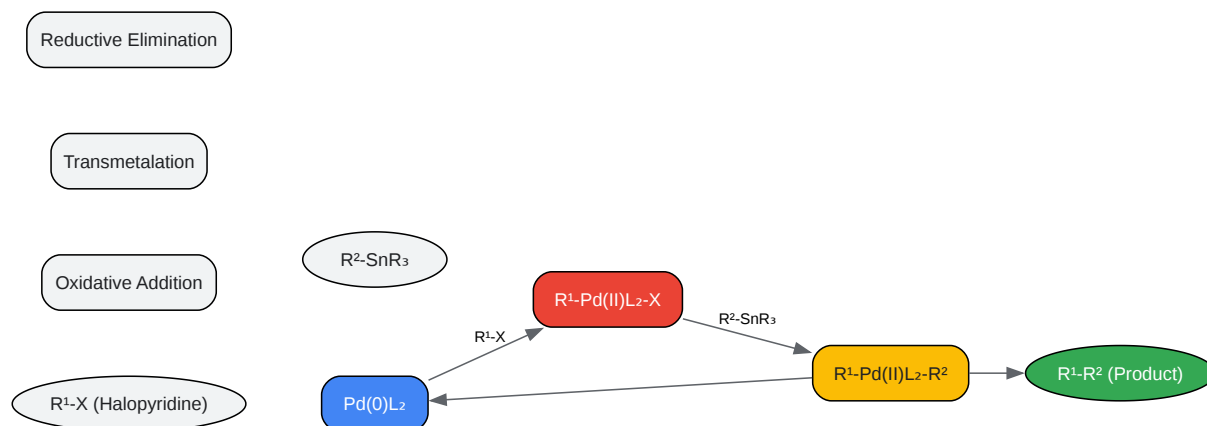 Reductive Elimination
Transmetalation
R²-SnR₃
Oxidative Addition
R¹-Pd(II)L₂-X
R²-SnR₃
R¹-X
R¹-Pd(II)L₂-R²
R¹-R² (Product)
R¹-X (Halopyridine)
Pd(0)L₂